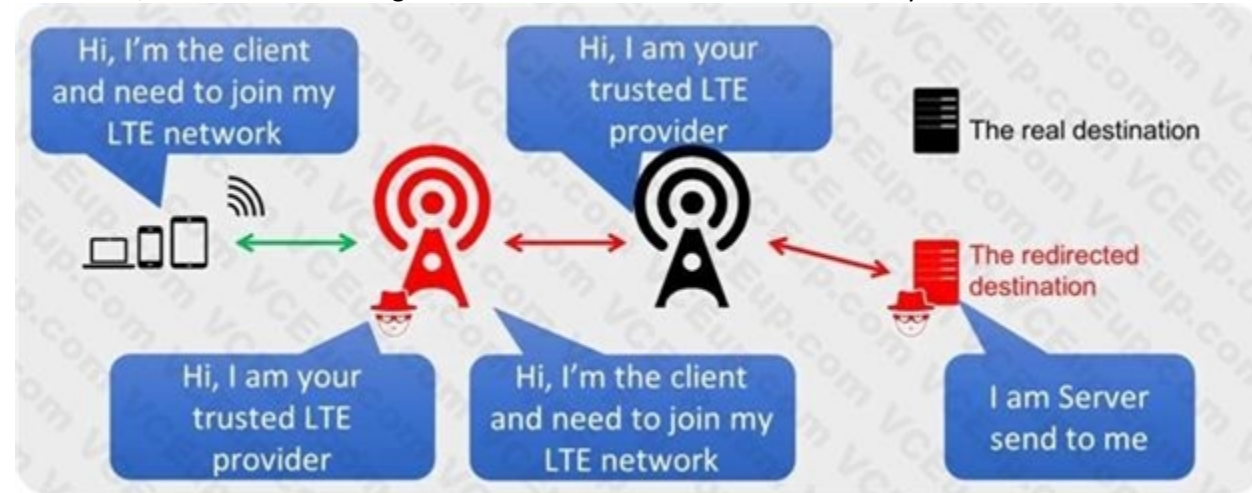 Hi, I'm the client
and need to join my
LTE network
Hi, I am your
trusted LTE
provider
The real destination
The redirected
destination
Hi, I am your
trusted LTE
provider
Hi, I'm the client
and need to join my
LTE network
I am Server
send to me